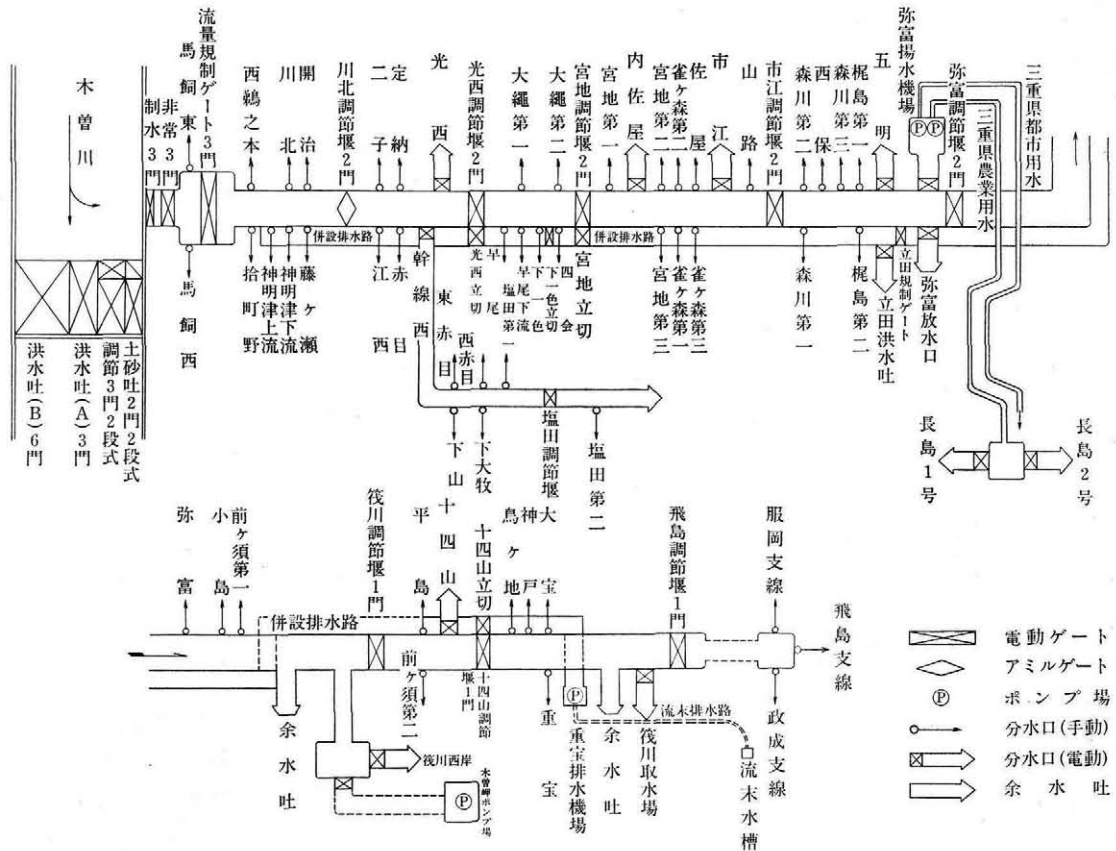 木曽川
制水3門
非常3門
馬飼東
馬飼西
流量規制ゲート3門
洪水吐(B)6門
洪水吐(A)3門
調節3門2段式
土砂吐2門2段式
西鵜之本
川北
開治
川北調節堰2門
二子
定納
光西
光西調節堰2門
大縄第一
大縄第二
宮地調節堰2門
宮地第一
内佐屋
宮地第二
雀ヶ森第二
佐屋
市江
山路
市江調節堰2門
森川第二
西保
森川第三
梶島第一
五明
弥富揚水機場
弥富調節堰2門
三重県農業用水
三重県都市用水
拾町野
神明津上流
神明津下流
藤ヶ瀬
併設排水路
江西
赤目
幹線西
東赤目
西赤目
光西立切
早尾
塩田第一
早尾下流
下一色
下一色立切
四会
宮地立切
併設排水路
宮地第三
雀ヶ森第一
雀ヶ森第三
森川第一
梶島第二
立田洪水吐
立田規制ゲート
弥富放水口
下山
下大牧
塩田調節堰
塩田第二
長島1号
長島2号
弥富
小島
前ヶ須第一
併設排水路
筏川調節堰1門
平島
十四山
十四山立切
鳥ヶ地
神戸
大宝
飛島調節堰1門
服岡支線
飛島支線
政成支線
余水吐
筏川西岸
木曽岬ポンプ場
前ヶ須第二
十四山調節堰1門
重宝
重宝排水機場
余水吐
筏川取水場
流末排水路
流末水槽
電動ゲート
アミルゲート
Ⓟ ポンプ場
分水口(手動)
分水口(電動)
余水吐